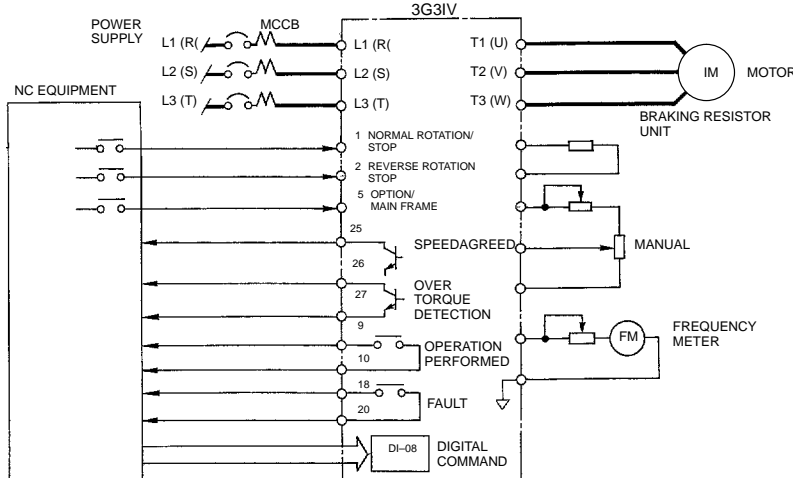 3G3IV
POWER
SUPPLY
MCCB
L1 (R(
L1 (R(
T1 (U)
L2 (S)
L2 (S)
T2 (V)
IM
MOTOR
L3 (T)
L3 (T)
T3 (W)
NC EQUIPMENT
BRAKING RESISTOR
UNIT
1 NORMAL ROTATION/
STOP
2 REVERSE ROTATION
STOP
5 OPTION/
MAIN FRAME
25
SPEEDAGREED
MANUAL
26
27
OVER
TORQUE
DETECTION
9
OPERATION
PERFORMED
10
FM
FREQUENCY
METER
18
FAULT
20
DI–08
DIGITAL
COMMAND